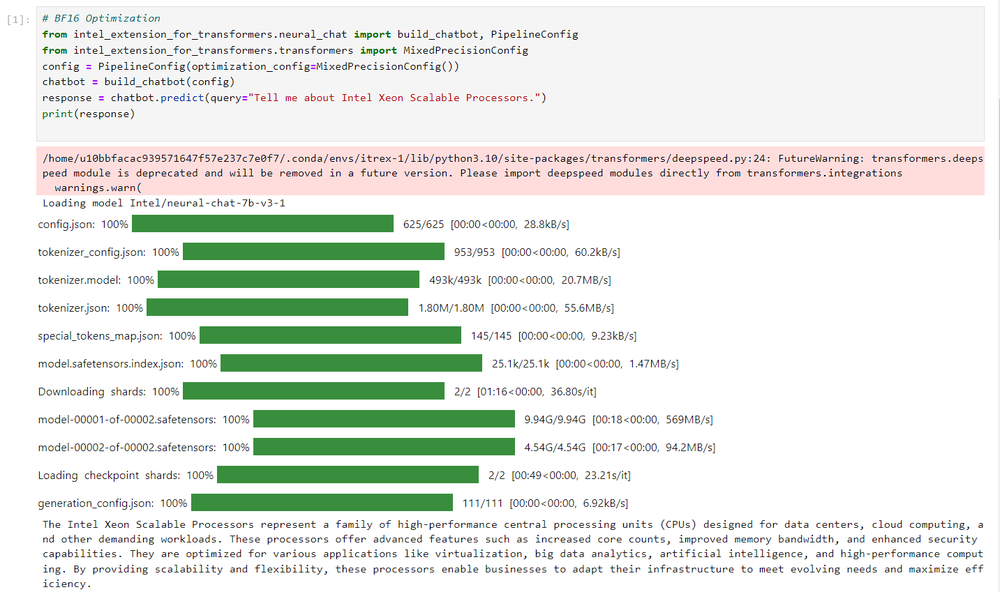 [1]:
# BF16 Optimization
from intel_extension_for_transformers.neural_chat import build_chatbot, PipelineConfig
from intel_extension_for_transformers.transformers import MixedPrecisionConfig
config = PipelineConfig(optimization_config=MixedPrecisionConfig())
chatbot = build_chatbot(config)
response = chatbot.predict(query="Tell me about Intel Xeon Scalable Processors.")
print(response)
/home/u10bbfacac939571647f57e237c7e0f7/.conda/envs/itrex-1/lib/python3.10/site-packages/transformers/deepspeed.py:24: FutureWarning: transformers.deeps
peed module is deprecated and will be removed in a future version. Please import deepspeed modules directly from transformers.integrations
  warnings.warn(
Loading model Intel/neural-chat-7b-v3-1
config.json: 100% 625/625 [00:00<00:00, 28.8kB/s]
tokenizer_config.json: 100% 953/953 [00:00<00:00, 60.2kB/s]
tokenizer.model: 100% 493k/493k [00:00<00:00, 20.7MB/s]
tokenizer.json: 100% 1.80M/1.80M [00:00<00:00, 55.6MB/s]
special_tokens_map.json: 100% 145/145 [00:00<00:00, 9.23kB/s]
model.safetensors.index.json: 100% 25.1k/25.1k [00:00<00:00, 1.47MB/s]
Downloading shards: 100% 2/2 [01:16<00:00, 36.80s/it]
model-00001-of-00002.safetensors: 100% 9.94G/9.94G [00:18<00:00, 569MB/s]
model-00002-of-00002.safetensors: 100% 4.54G/4.54G [00:17<00:00, 94.2MB/s]
Loading checkpoint shards: 100% 2/2 [00:49<00:00, 23.21s/it]
generation_config.json: 100% 111/111 [00:00<00:00, 6.92kB/s]
The Intel Xeon Scalable Processors represent a family of high-performance central processing units (CPUs) designed for data centers, cloud computing, a
nd other demanding workloads. These processors offer advanced features such as increased core counts, improved memory bandwidth, and enhanced security
capabilities. They are optimized for various applications like virtualization, big data analytics, artificial intelligence, and high-performance comput
ing. By providing scalability and flexibility, these processors enable businesses to adapt their infrastructure to meet evolving needs and maximize eff
iciency.